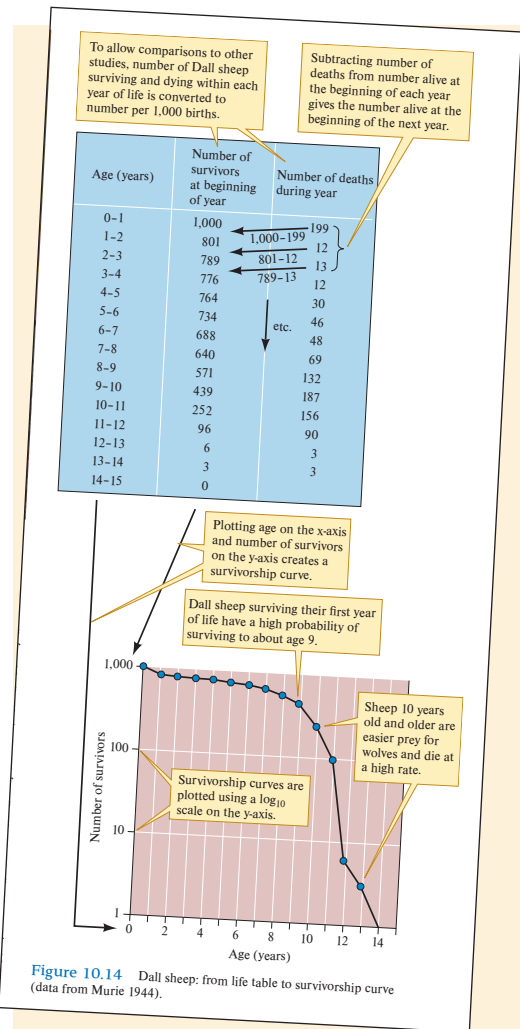 To allow comparisons to other
studies, number of Dall sheep
surviving and dying within each
year of life is converted to
number per 1,000 births.
Subtracting number of
deaths from number alive at
the beginning of each year
gives the number alive at the
beginning of the next year.
Age (years)
Number of
survivors
at beginning
of year
Number of deaths
during year
0-1 1,000 199
1,000-199
1-2 801 12
801-12
2-3 789 13
789-13
3-4 776 12
4-5 764 30
5-6 734 46
etc.
6-7 688 48
7-8 640 69
8-9 571 132
9-10 439 187
10-11 252 156
11-12 96 90
12-13 6 3
13-14 3 3
14-15 0
Plotting age on the x-axis
and number of survivors
on the y-axis creates a
survivorship curve.
Dall sheep surviving their first year
of life have a high probability of
surviving to about age 9.
Sheep 10 years
old and older are
easier prey for
wolves and die at
a high rate.
Survivorship curves are
plotted using a log10
scale on the y-axis.
Number of survivors
1,000
100
10
1
0 2 4 6 8 10 12 14
Age (years)
Figure 10.14 Dall sheep: from life table to survivorship curve
(data from Murie 1944).